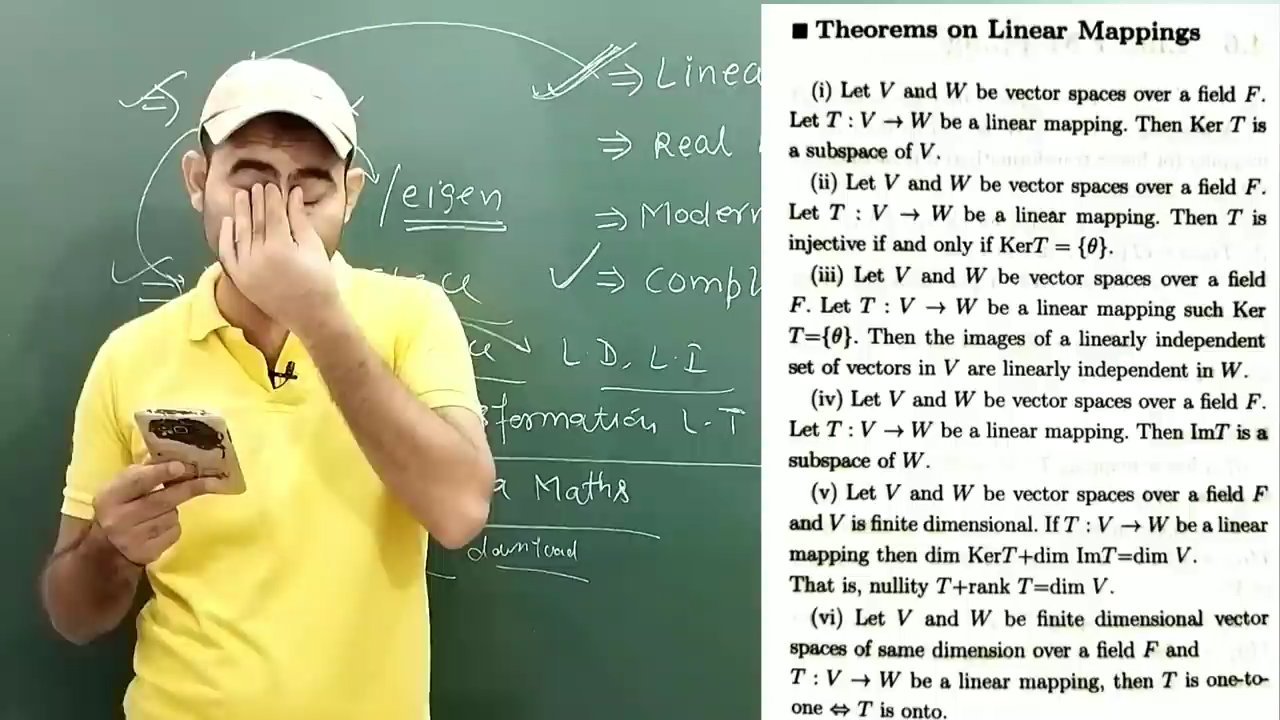 ⇒ Linea
⇒ Real
/eigen
⇒ Modern
⇒ Compl
L.D, L.I
sformation L.T
a Maths
download
■ Theorems on Linear Mappings
(i) Let V and W be vector spaces over a field F.
Let T : V → W be a linear mapping. Then Ker T is
a subspace of V.
(ii) Let V and W be vector spaces over a field F.
Let T : V → W be a linear mapping. Then T is
injective if and only if KerT = {θ}.
(iii) Let V and W be vector spaces over a field
F. Let T : V → W be a linear mapping such Ker
T={θ}. Then the images of a linearly independent
set of vectors in V are linearly independent in W.
(iv) Let V and W be vector spaces over a field F.
Let T : V → W be a linear mapping. Then ImT is a
subspace of W.
(v) Let V and W be vector spaces over a field F
and V is finite dimensional. If T : V → W be a linear
mapping then dim KerT+dim ImT=dim V.
That is, nullity T+rank T=dim V.
(vi) Let V and W be finite dimensional vector
spaces of same dimension over a field F and
T : V → W be a linear mapping, then T is one-to-
one ⇔ T is onto.